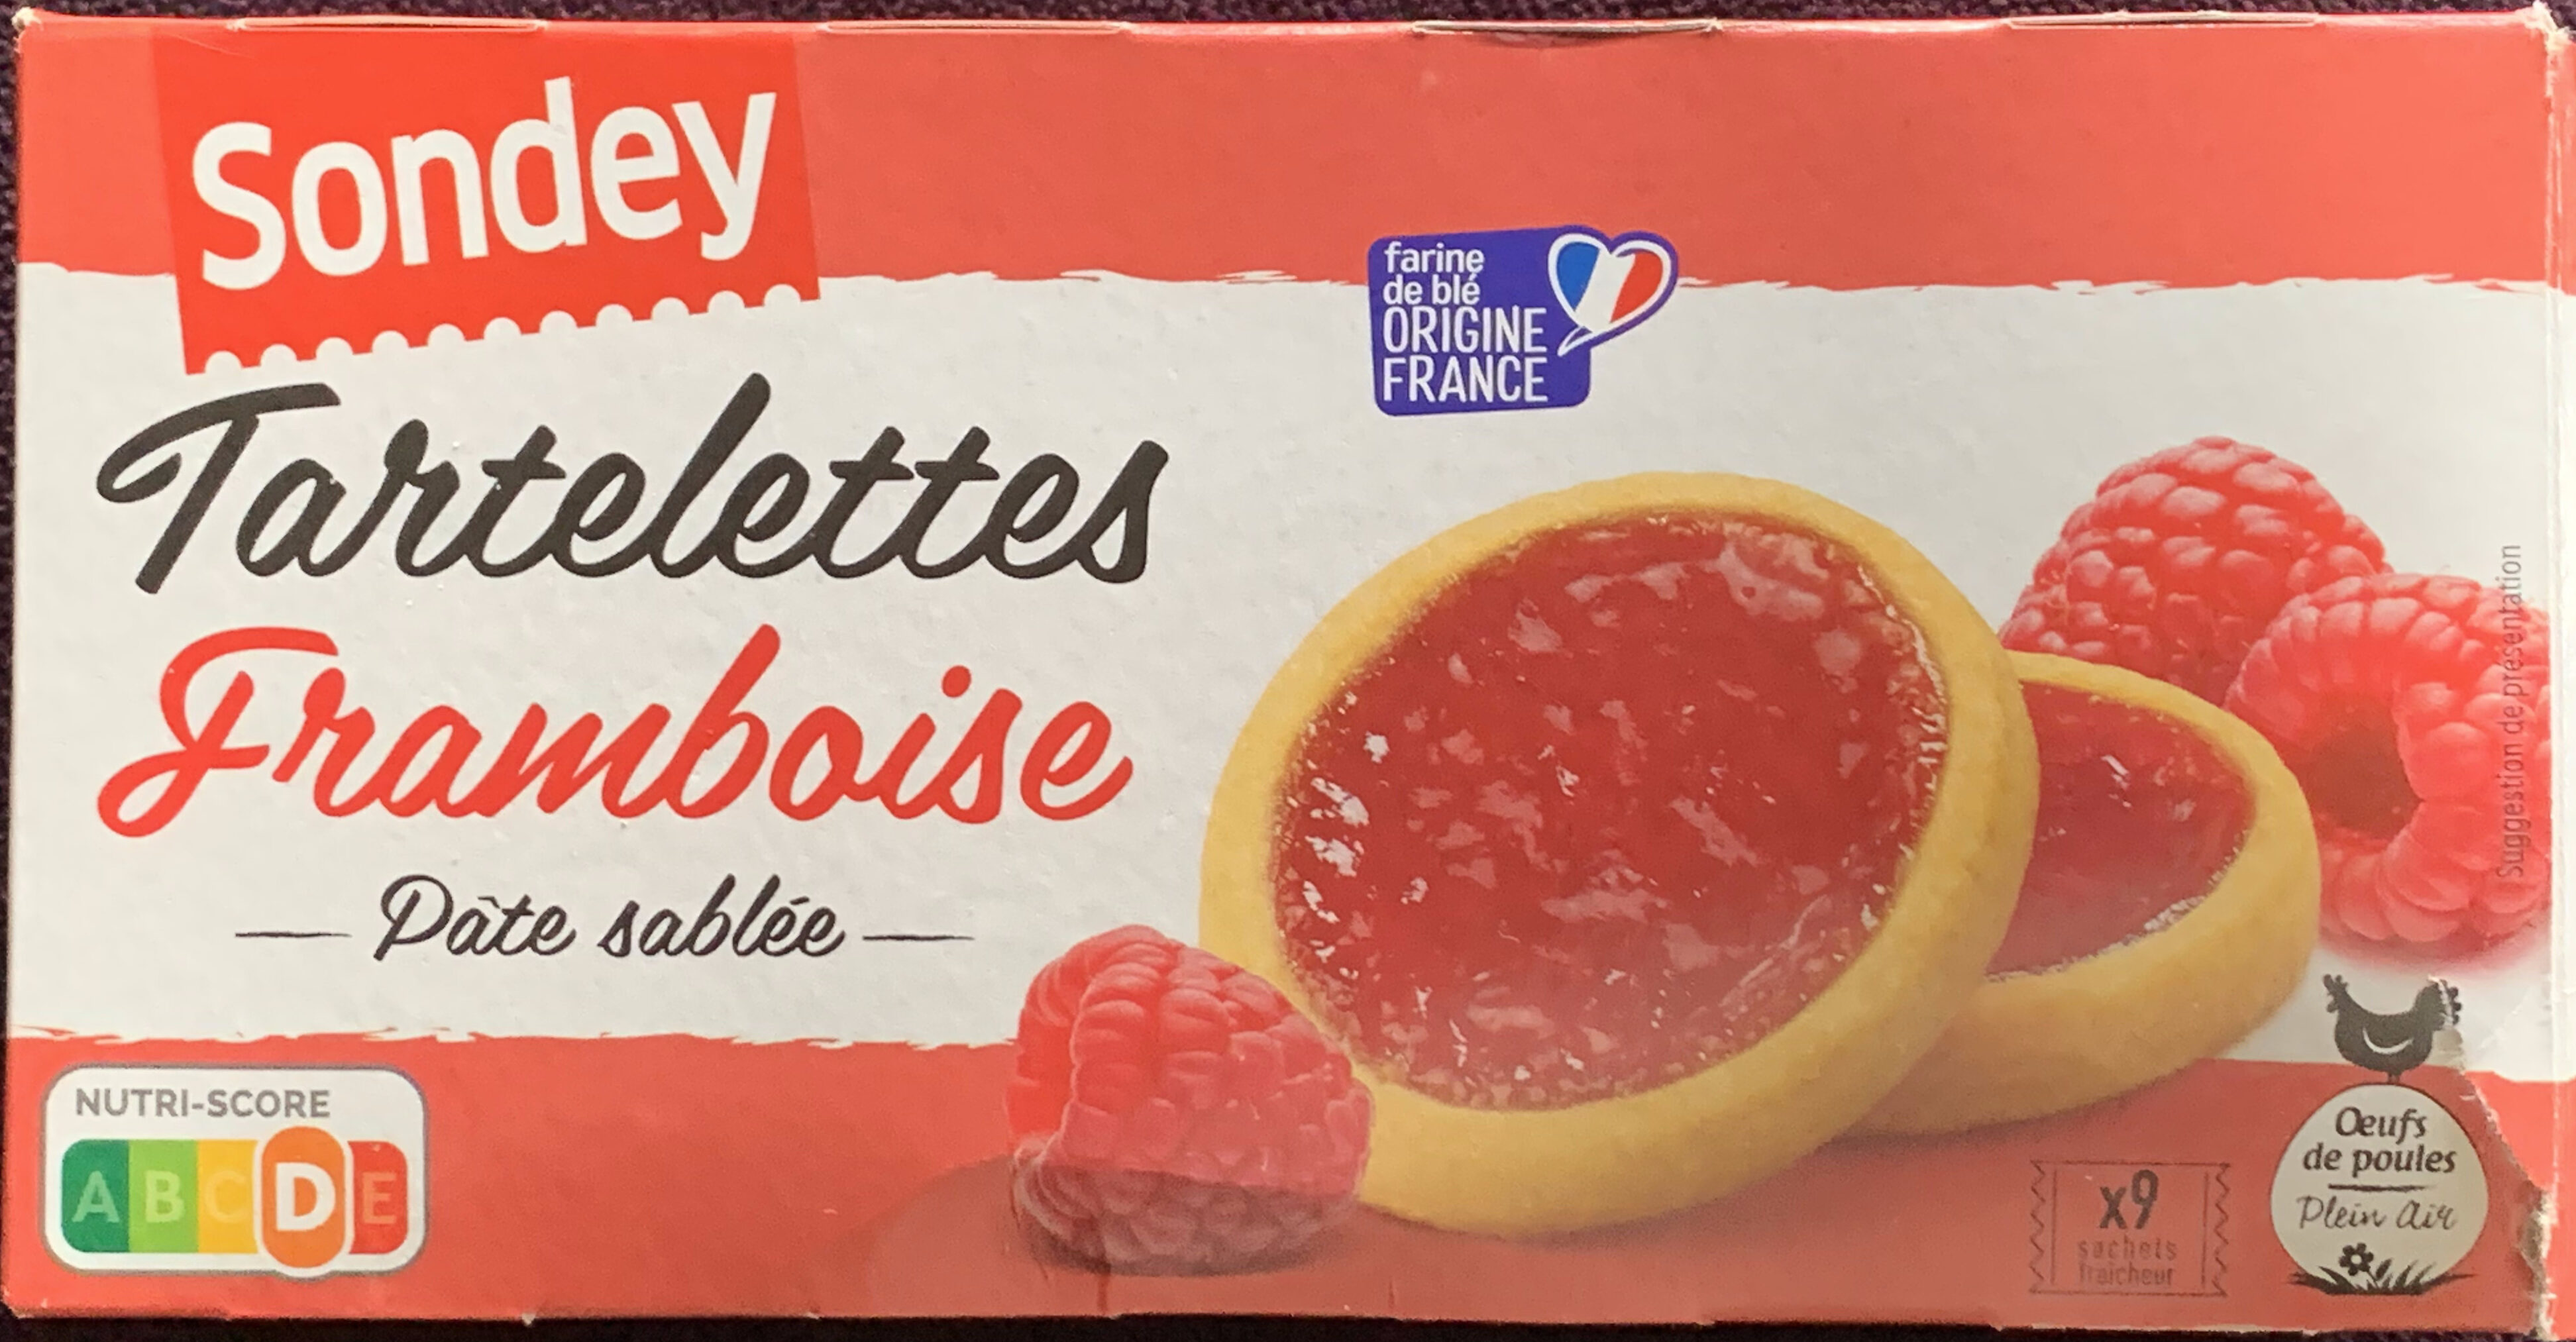 Sondey
farine
de blé
ORIGINE
FRANCE
Tartelettes
Framboise
Pâte sablée
Suggestion de présentation
NUTRI-SCORE
A B C D E
x9
sachets
fraîcheur
Oeufs
de poules
Plein Air